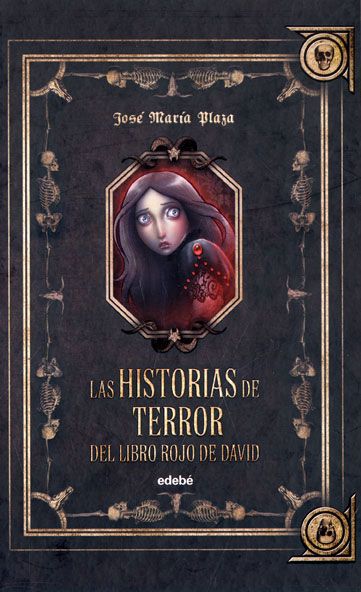 José María Plaza
LAS HISTORIAS DE
TERROR
DEL LIBRO ROJO DE DAVID
edebé